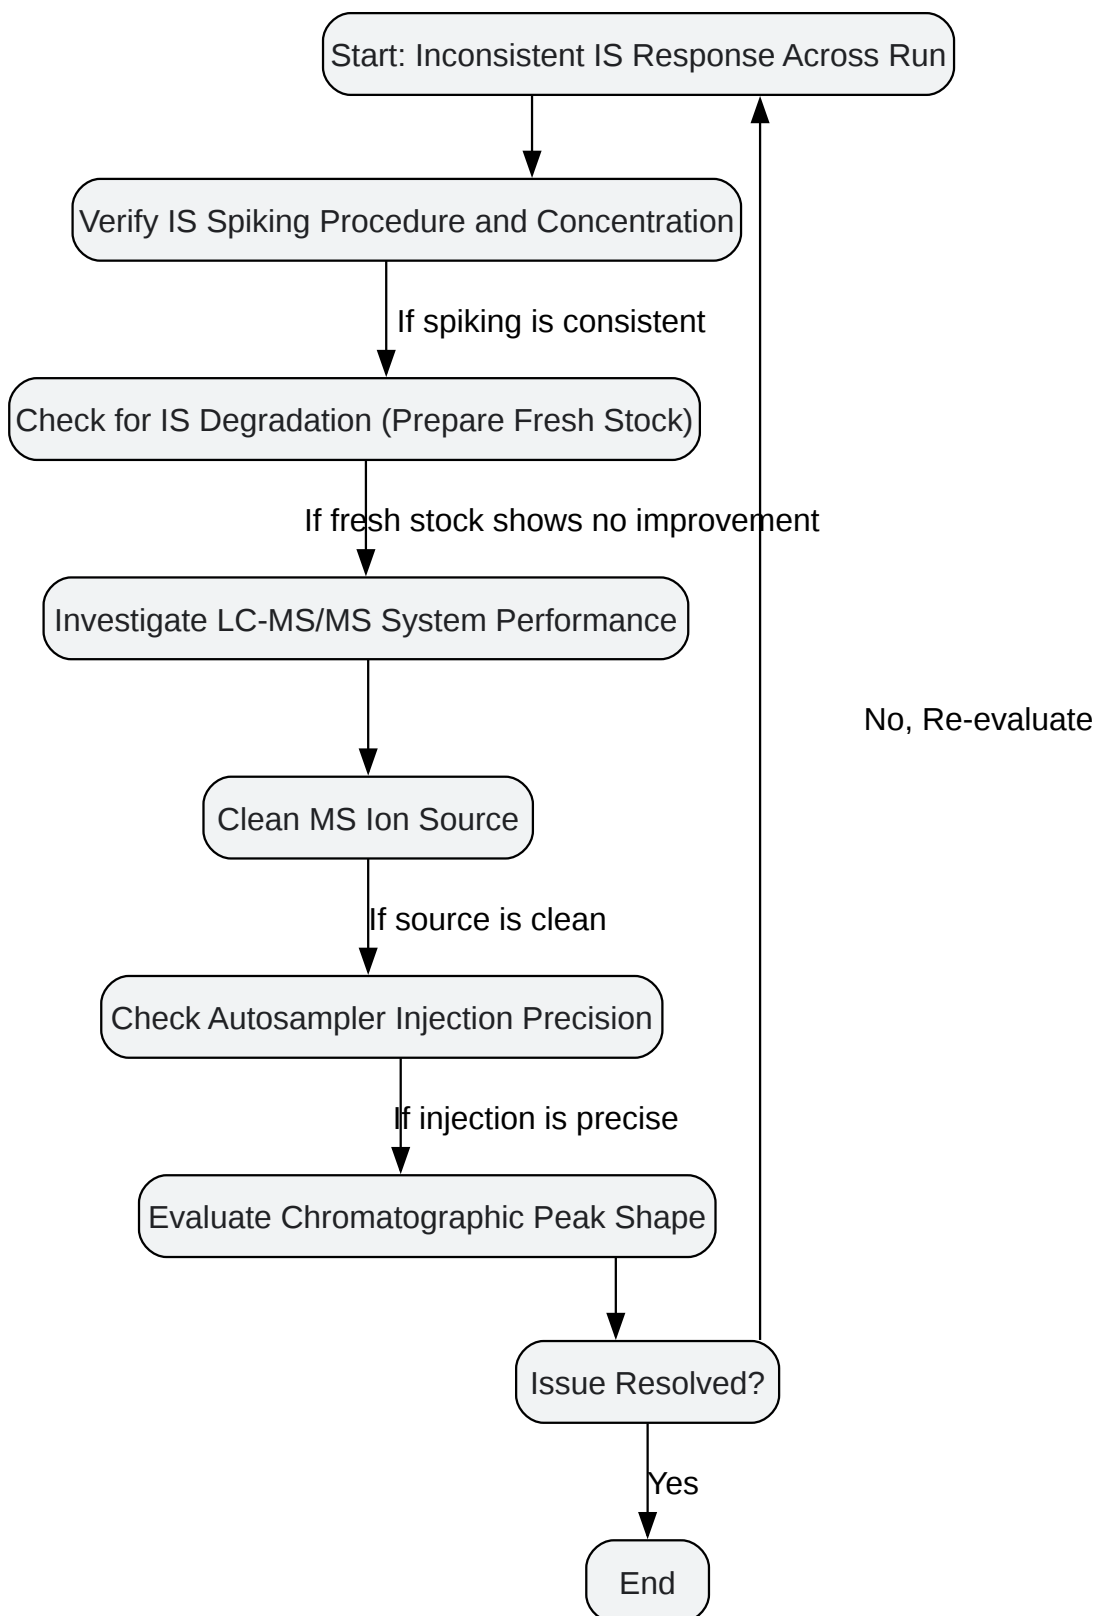 Start: Inconsistent IS Response Across Run
Verify IS Spiking Procedure and Concentration
If spiking is consistent
Check for IS Degradation (Prepare Fresh Stock)
If fresh stock shows no improvement
Investigate LC-MS/MS System Performance
No, Re-evaluate
Clean MS Ion Source
If source is clean
Check Autosampler Injection Precision
If injection is precise
Evaluate Chromatographic Peak Shape
Issue Resolved?
Yes
End